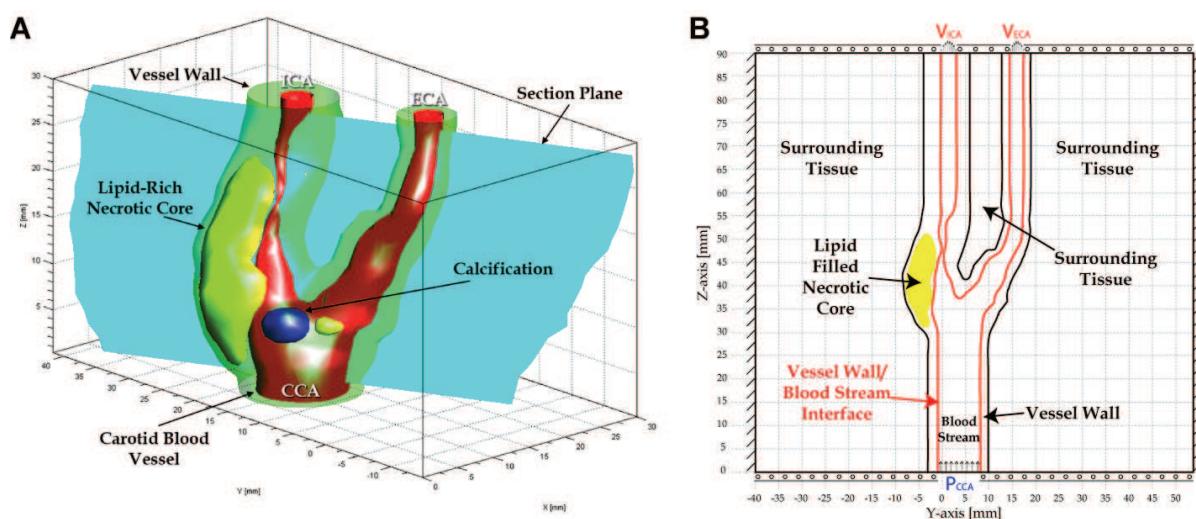 A
Vessel Wall
ICA
ECA
Section Plane
Lipid-Rich
Necrotic Core
Calcification
CCA
Carotid Blood
Vessel
Z [mm]
30
25
20
15
10
5
40
35
30
25
20
15
10
5
0
-5
-10
Y [mm]
0
5
10
15
20
25
30
X [mm]
B
VICA
VECA
90
85
80
75
70
65
60
55
50
45
40
35
30
25
20
15
10
5
0
Z-axis [mm]
Surrounding
Tissue
Surrounding
Tissue
Lipid
Filled
Necrotic
Core
Surrounding
Tissue
Vessel Wall/
Blood Stream
Interface
Blood
Stream
Vessel Wall
PCCA
-40 -35 -30 -25 -20 -15 -10 -5 0 5 10 15 20 25 30 35 40 45 50
Y-axis [mm]